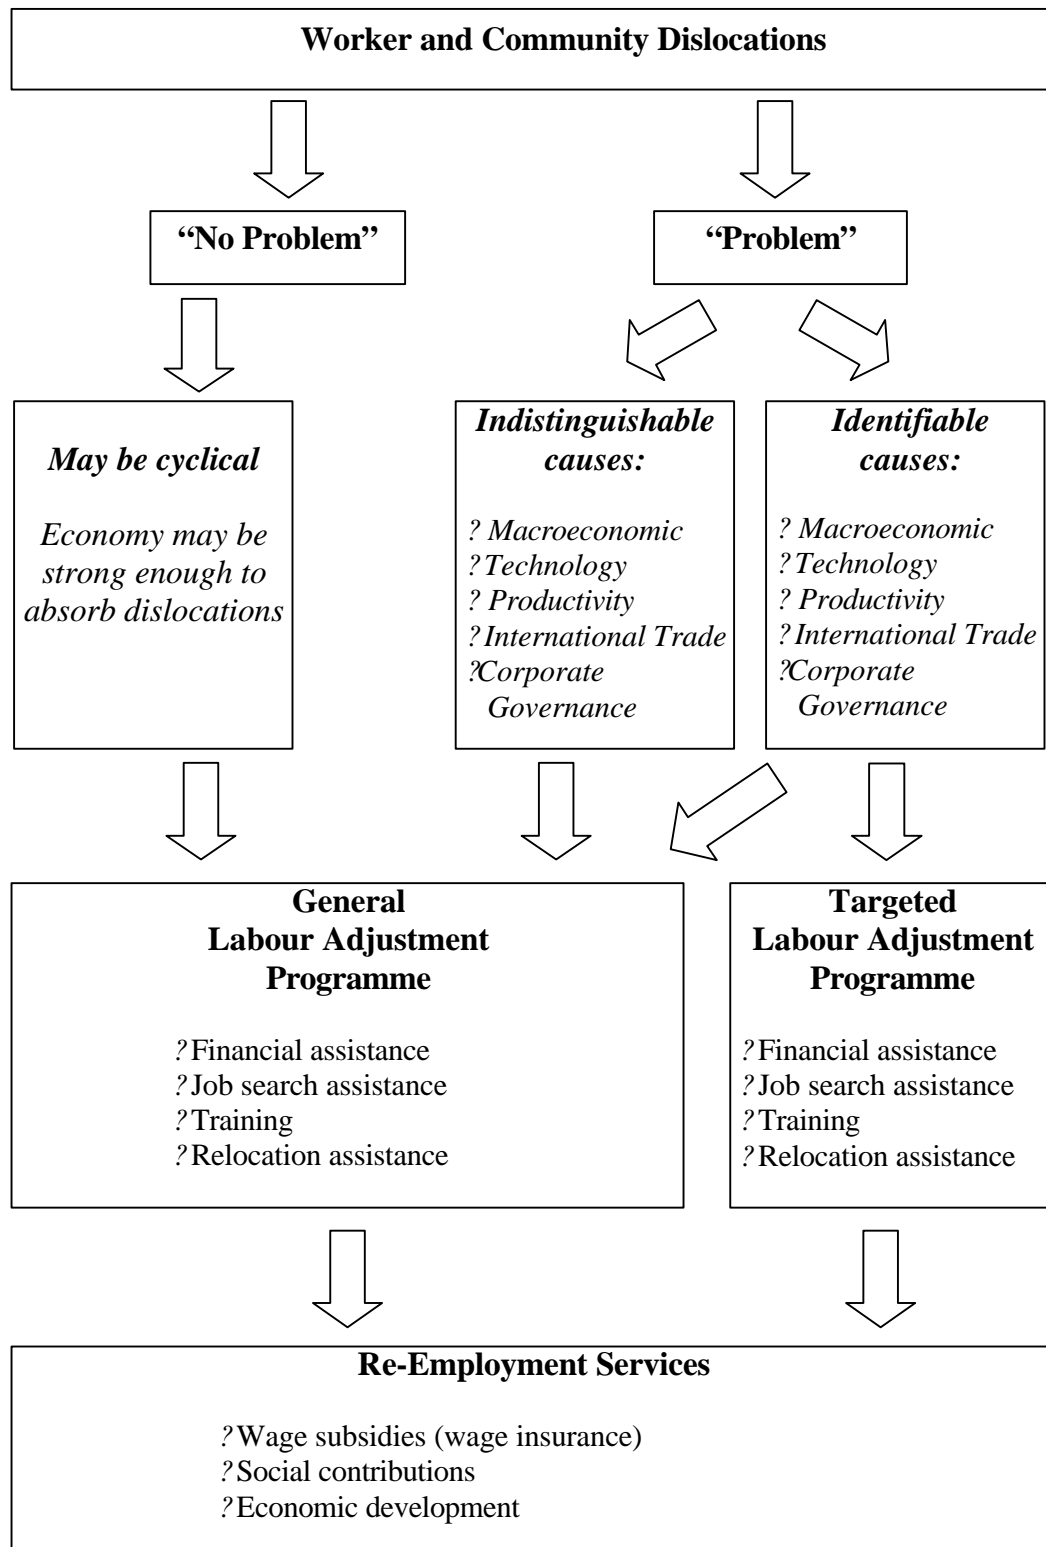 Worker and Community Dislocations
“No Problem”
“Problem”
May be cyclical
Economy may be
strong enough to
absorb dislocations
Indistinguishable
causes:
? Macroeconomic
? Technology
? Productivity
? International Trade
? Corporate
Governance
Identifiable
causes:
? Macroeconomic
? Technology
? Productivity
? International Trade
? Corporate
Governance
General
Labour Adjustment
Programme
? Financial assistance
? Job search assistance
? Training
? Relocation assistance
Targeted
Labour Adjustment
Programme
? Financial assistance
? Job search assistance
? Training
? Relocation assistance
Re-Employment Services
? Wage subsidies (wage insurance)
? Social contributions
? Economic development